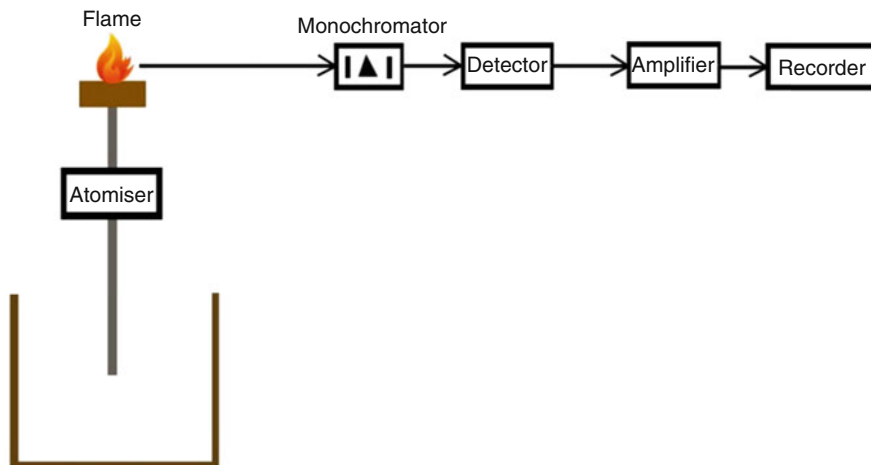 Flame
Monochromator
Detector
Amplifier
Recorder
Atomiser